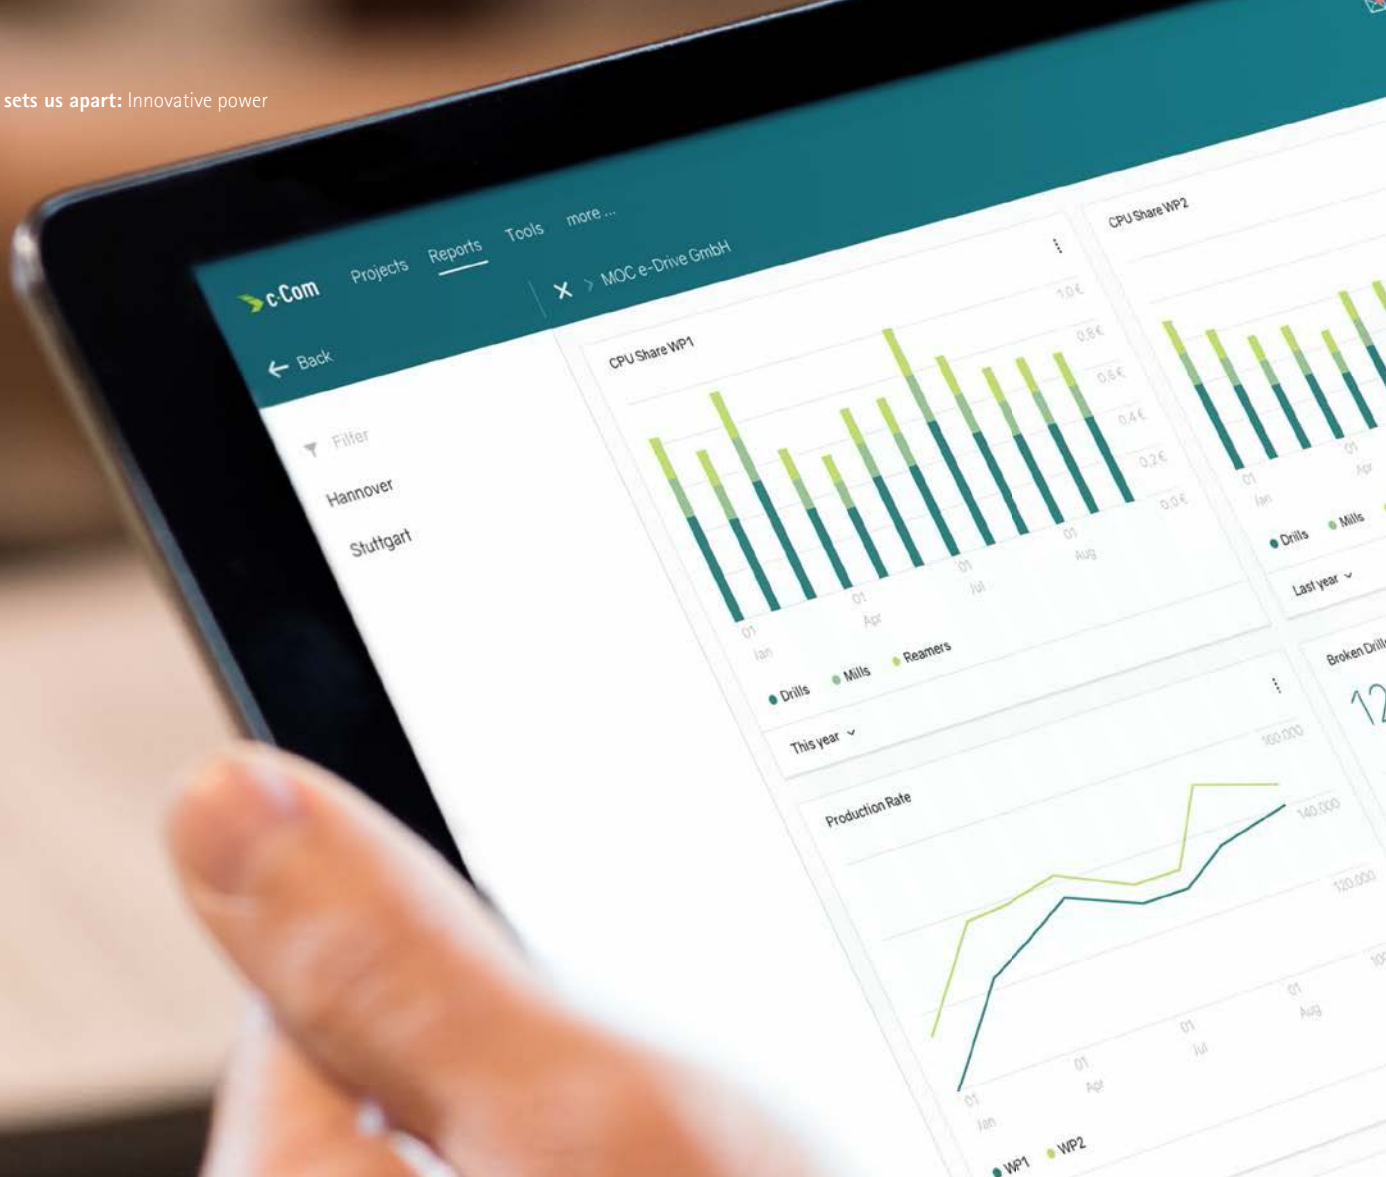 sets us apart: Innovative power
c-Com
Projects
Reports
Tools
more ...
Back
MOC e-Drive GmbH
Filter
Hannover
Stuttgart
CPU Share WP1
1,0 €
0,8 €
0,6 €
0,4 €
0,2 €
0,0 €
01
Jan
01
Apr
01
Jul
01
Aug
Drills
Mills
Reamers
This year
CPU Share WP2
01
Jan
01
Apr
Drills
Mills
Last year
Production Rate
160.000
140.000
120.000
01
Jan
01
Apr
01
Jul
01
Aug
WP1
WP2
Broken Drill
12